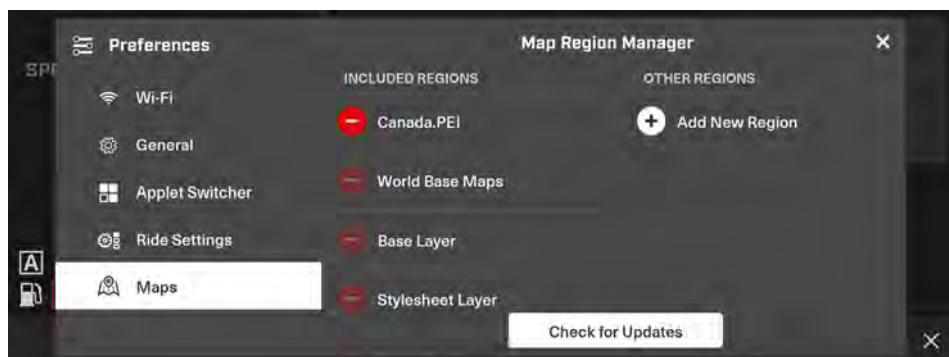 Preferences
Map Region Manager
SPE
INCLUDED REGIONS
OTHER REGIONS
Wi-Fi
Canada.PEI
Add New Region
General
World Base Maps
Applet Switcher
Ride Settings
Base Layer
A
Maps
Stylesheet Layer
Check for Updates